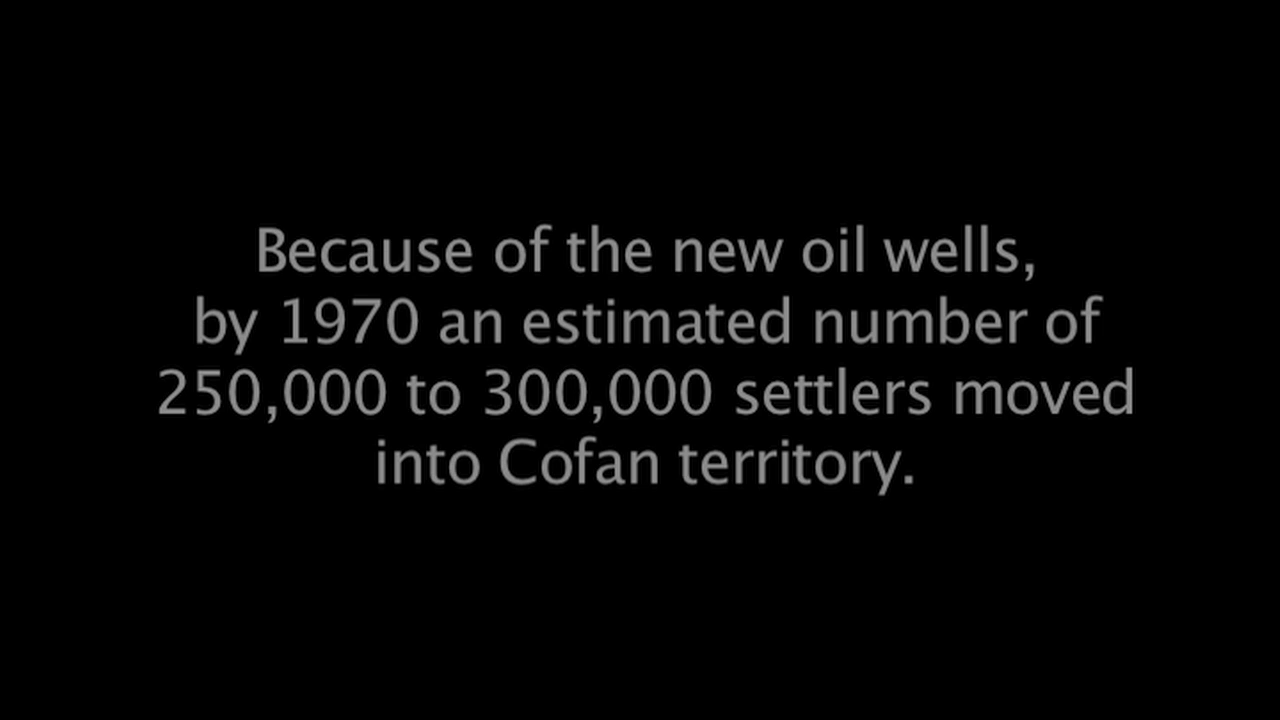 Because of the new oil wells,
by 1970 an estimated number of
250,000 to 300,000 settlers moved
into Cofan territory.